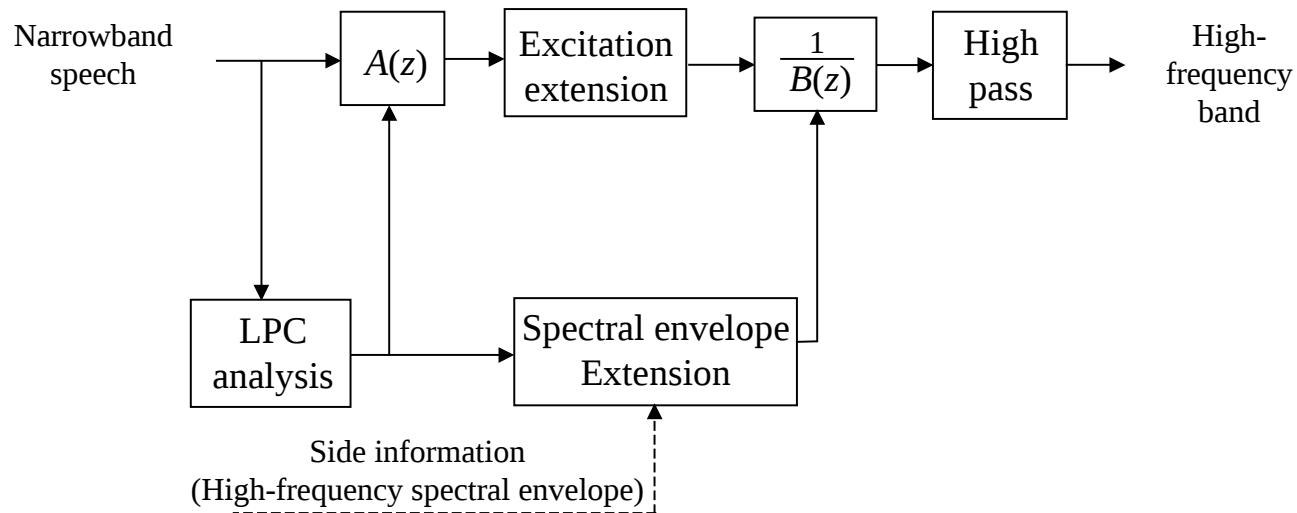 Narrowband
speech
A(z)
Excitation
extension
1
B(z)
High
pass
High-
frequency
band
LPC
analysis
Spectral envelope
Extension
Side information
(High-frequency spectral envelope)